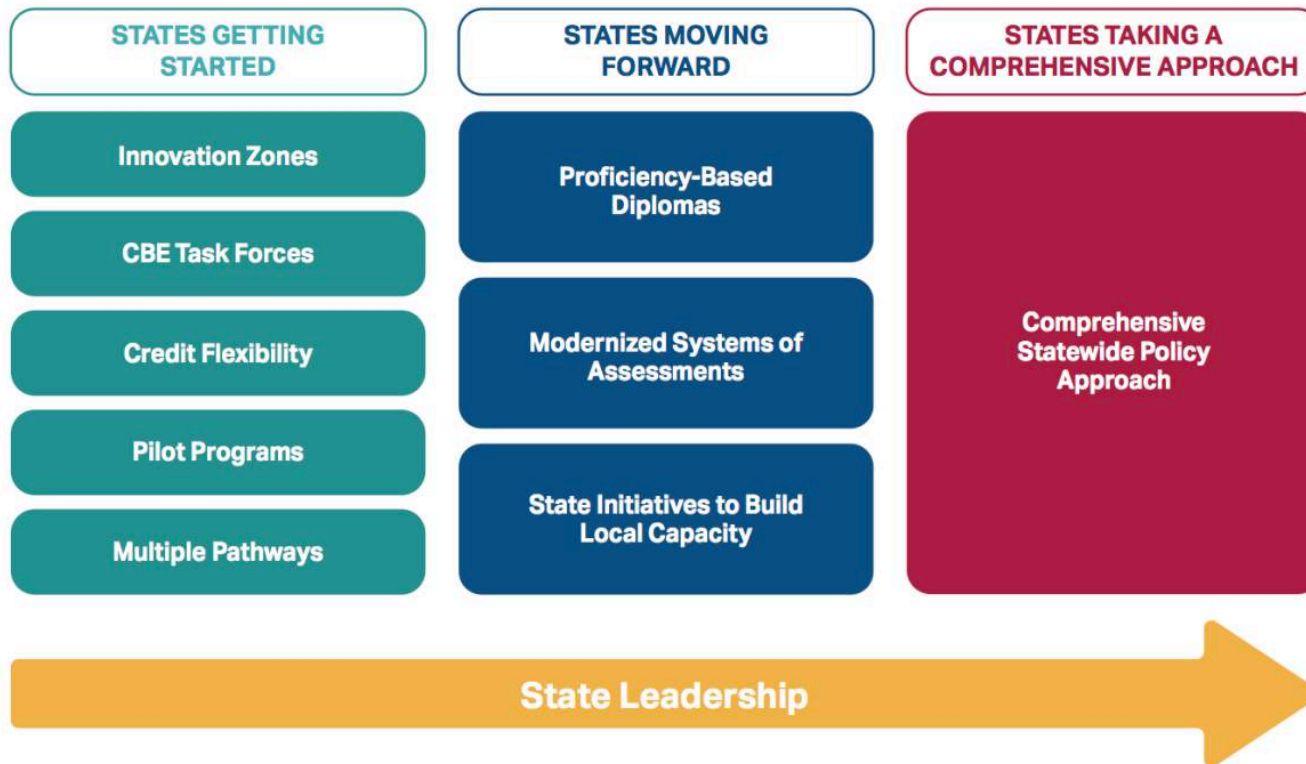 STATES GETTING
STARTED
Innovation Zones
CBE Task Forces
Credit Flexibility
Pilot Programs
Multiple Pathways
STATES MOVING
FORWARD
Proficiency-Based
Diplomas
Modernized Systems of
Assessments
State Initiatives to Build
Local Capacity
STATES TAKING A
COMPREHENSIVE APPROACH
Comprehensive
Statewide Policy
Approach
State Leadership